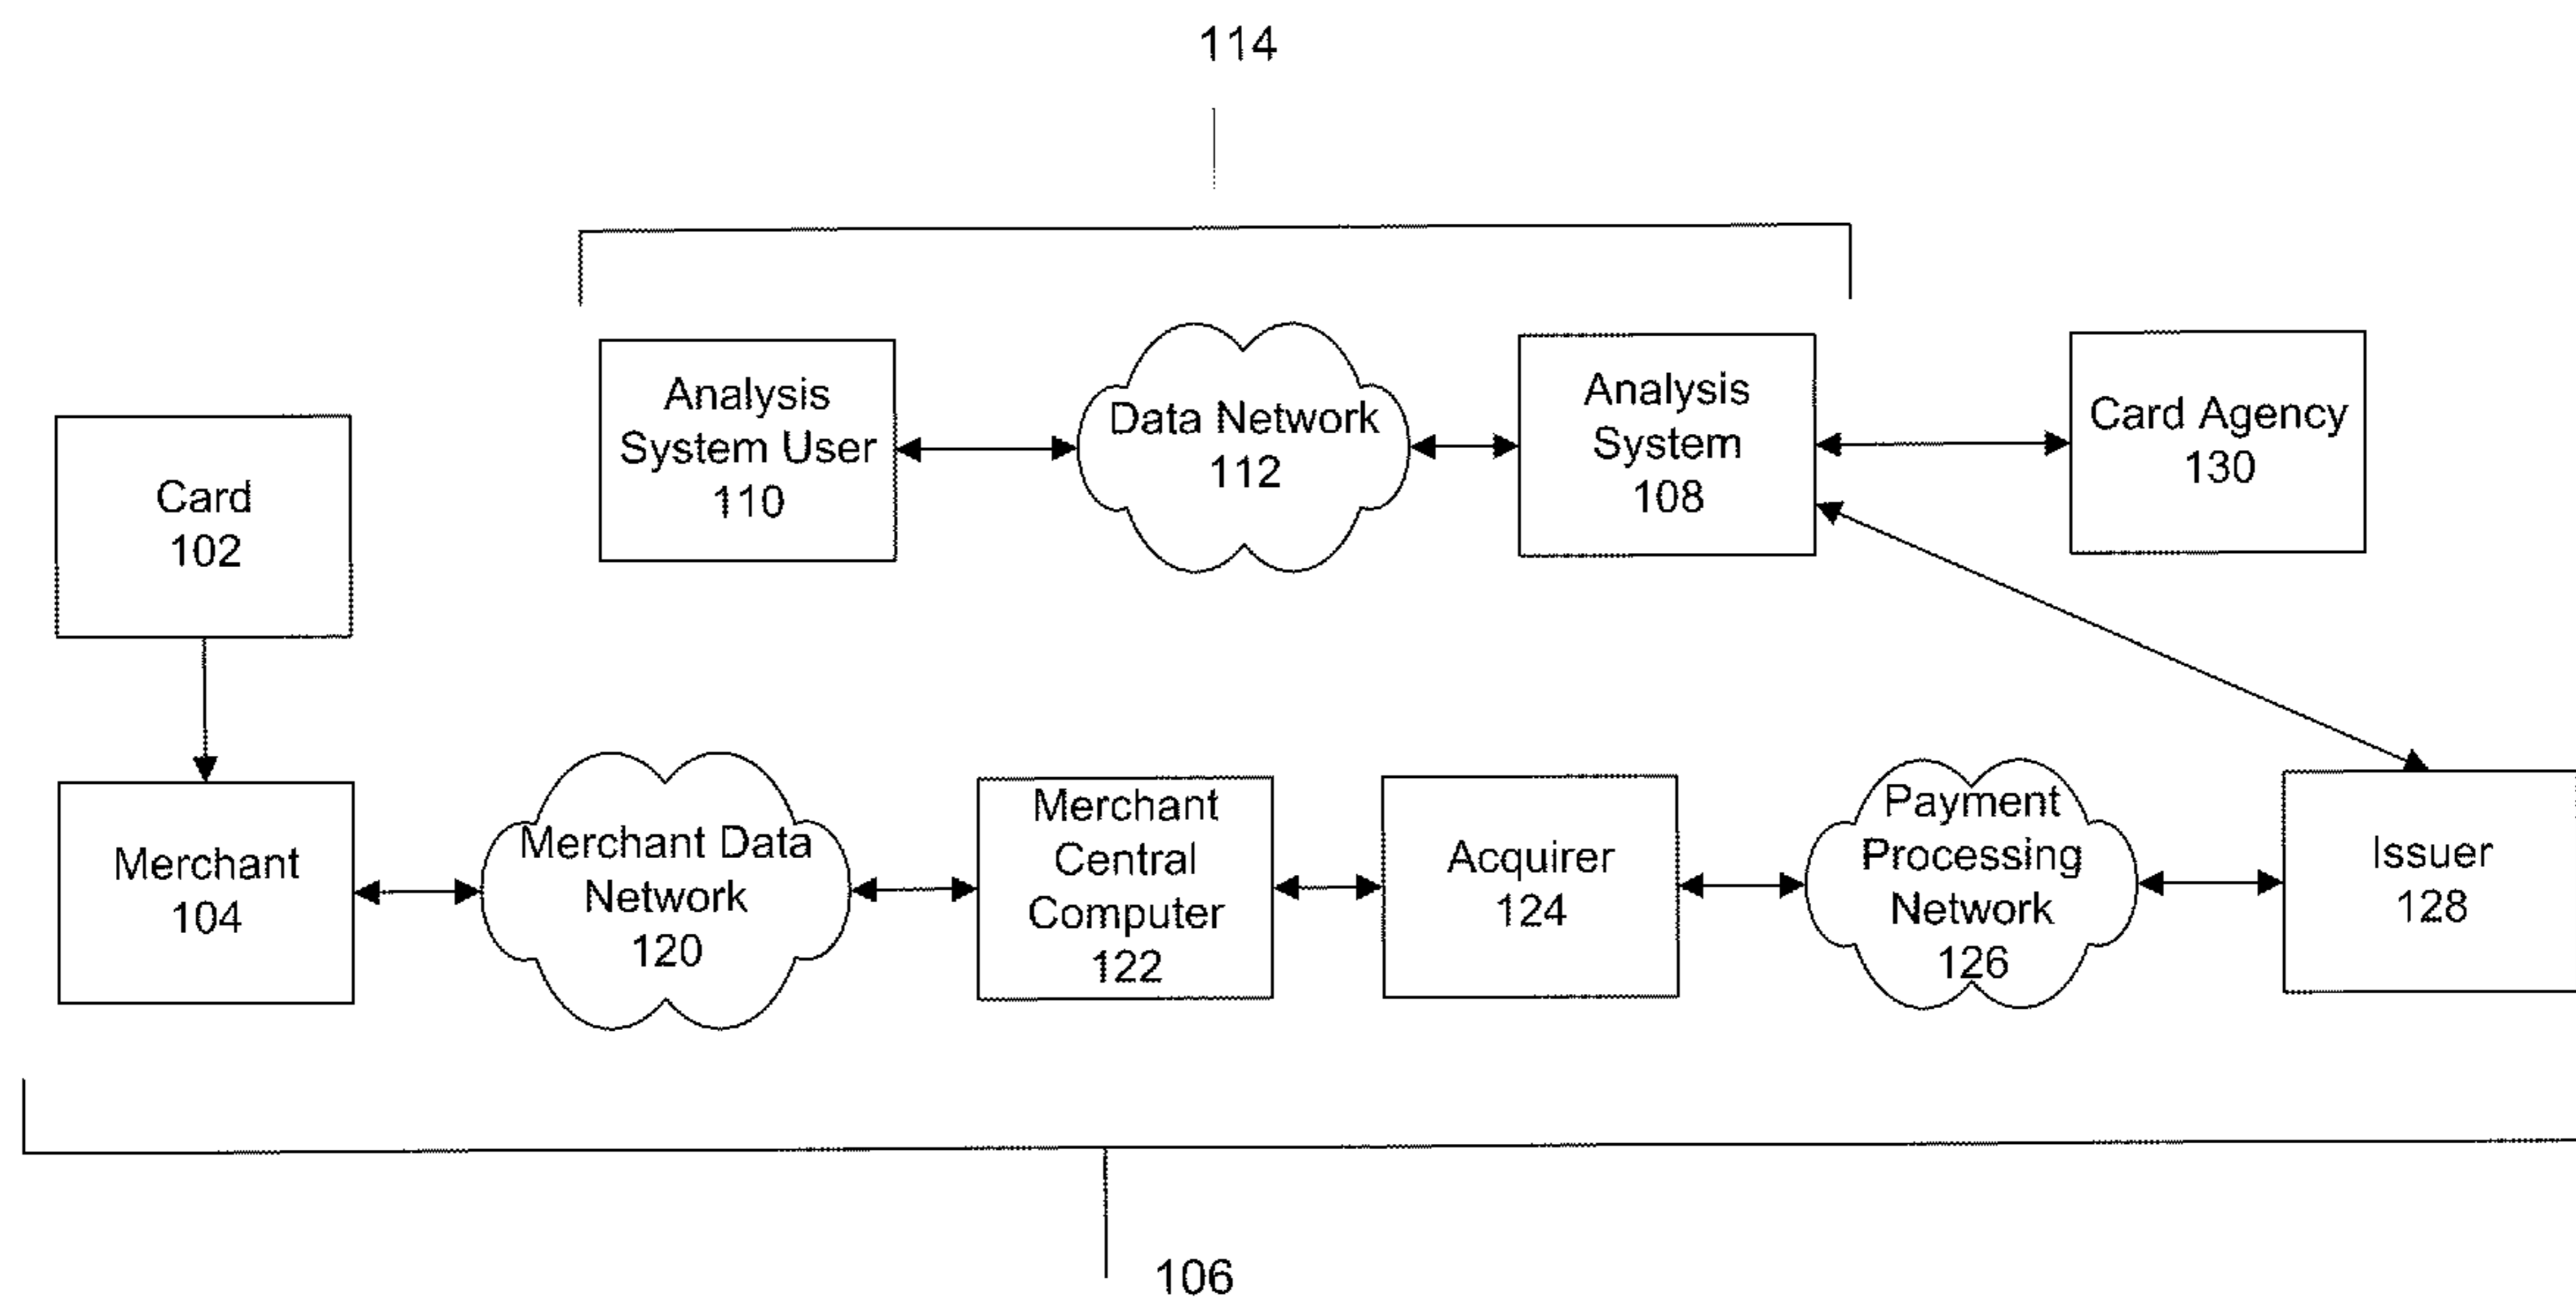 114
Analysis
System User
110
Data Network
112
Analysis
System
108
Card Agency
130
Card
102
Merchant
104
Merchant Data
Network
120
Merchant
Central
Computer
122
Acquirer
124
Payment
Processing
Network
126
Issuer
128
106